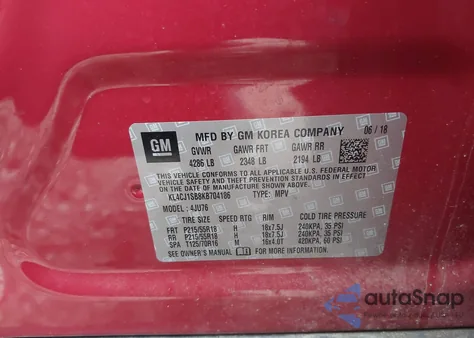 GM
MFD BY GM KOREA COMPANY 06/18
GVWR GAWR FRT GAWR RR
4286 LB 2348 LB 2194 LB
THIS VEHICLE CONFORMS TO ALL APPLICABLE U.S. FEDERAL MOTOR
VEHICLE SAFETY AND THEFT PREVENTION STANDARDS IN EFFECT ON
THE DATE OF MANUFACTURE SHOWN ABOVE.
KL4CJ1SB8KB704186 TYPE: MPV
MODEL: 4JU76
TIRE SIZE SPEED RTG RIM COLD TIRE PRESSURE
FRT P215/55R18 H 18x7.5J 240KPA, 35 PSI
RR P215/55R18 H 18x7.5J 240KPA, 35 PSI
SPA T125/70R16 M 16x4.0T 420KPA, 60 PSI
SEE OWNER'S MANUAL FOR MORE INFORMATION.
autoSnap
Powered by AutoBidMaster